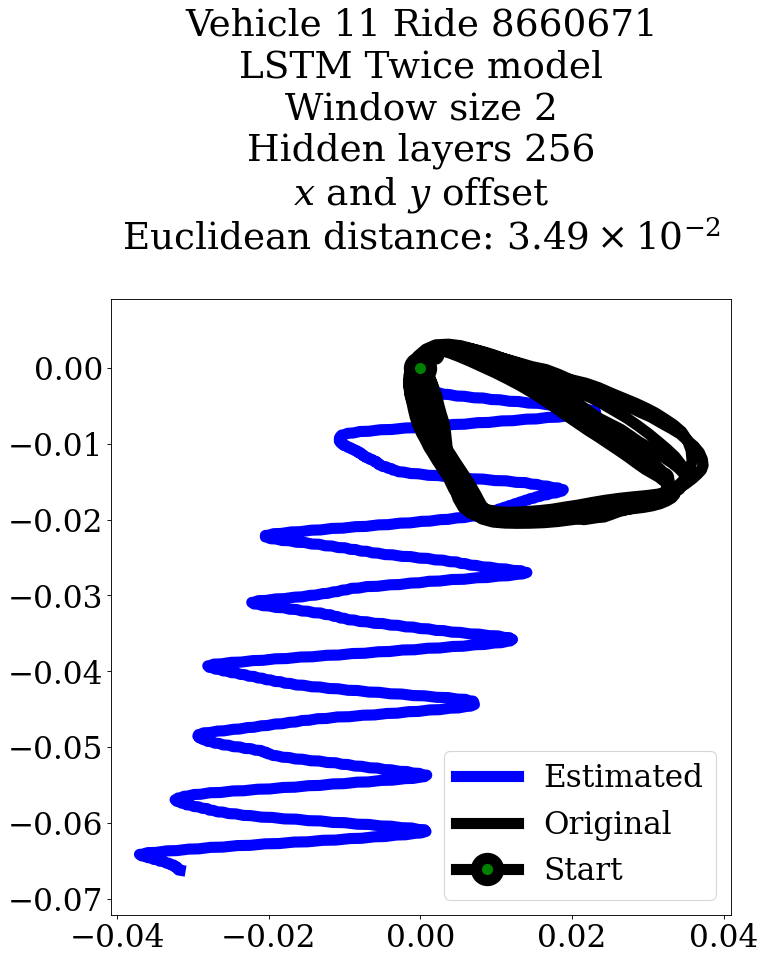 Vehicle 11 Ride 8660671
LSTM Twice model
Window size 2
Hidden layers 256
x and y offset
Euclidean distance: 3.49 × 10⁻²
0.00
−0.01
−0.02
−0.03
−0.04
−0.05
−0.06
−0.07
Estimated
Original
Start
−0.04 −0.02 0.00 0.02 0.04